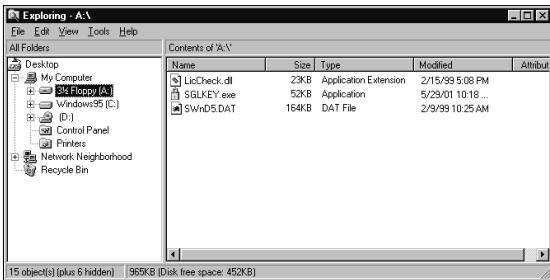 Exploring - A:\
File Edit View Tools Help
All Folders
Contents of 'A:\'
Desktop
My Computer
3½ Floppy (A:)
Windows95 (C:)
(D:)
Control Panel
Printers
Network Neighborhood
Recycle Bin
Name Size Type Modified Attribut
LicCheck.dll 23KB Application Extension 2/15/99 5:08 PM
SGLKEY.exe 52KB Application 5/29/01 10:18 ...
SWnD5.DAT 164KB DAT File 2/9/99 10:25 AM
15 object(s) (plus 6 hidden) 965KB (Disk free space: 452KB)